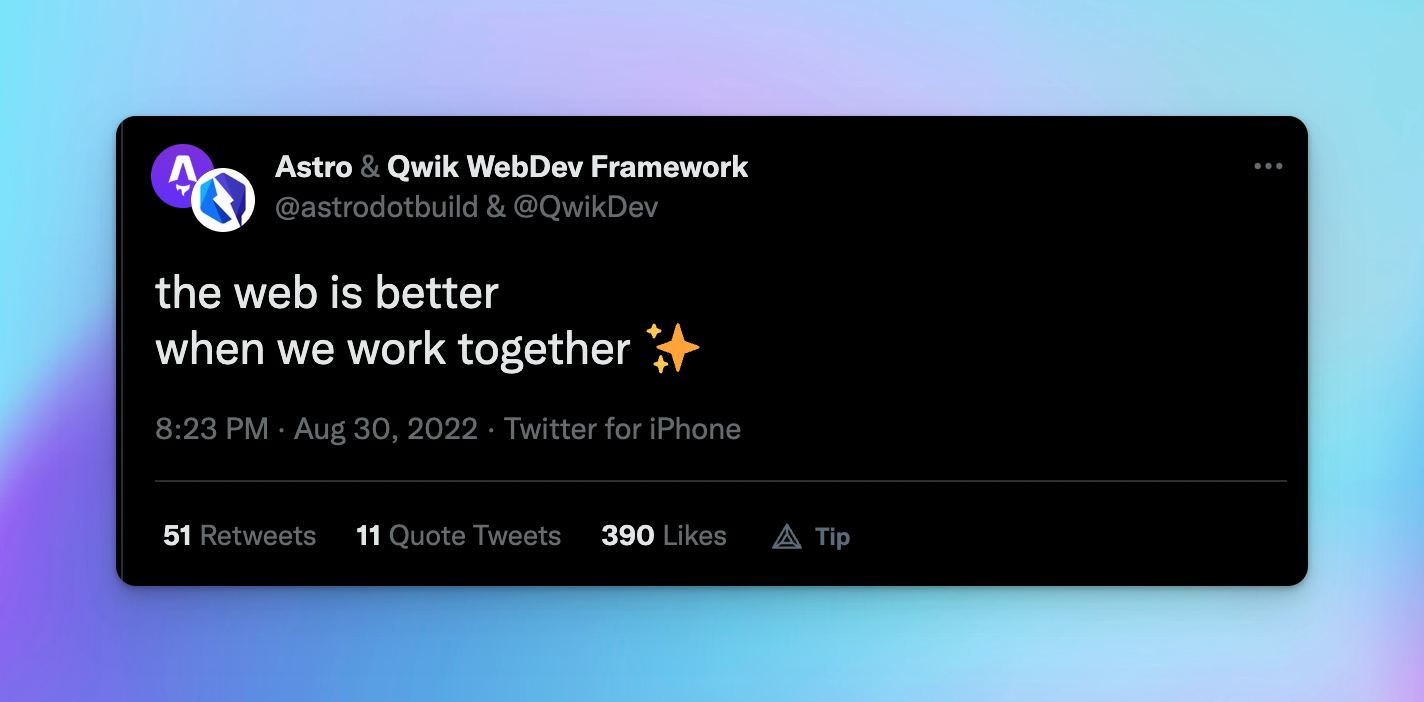 Astro & Qwik WebDev Framework
@astrodotbuild & @QwikDev
the web is better
when we work together ✨
8:23 PM · Aug 30, 2022 · Twitter for iPhone
51 Retweets 11 Quote Tweets 390 Likes Tip